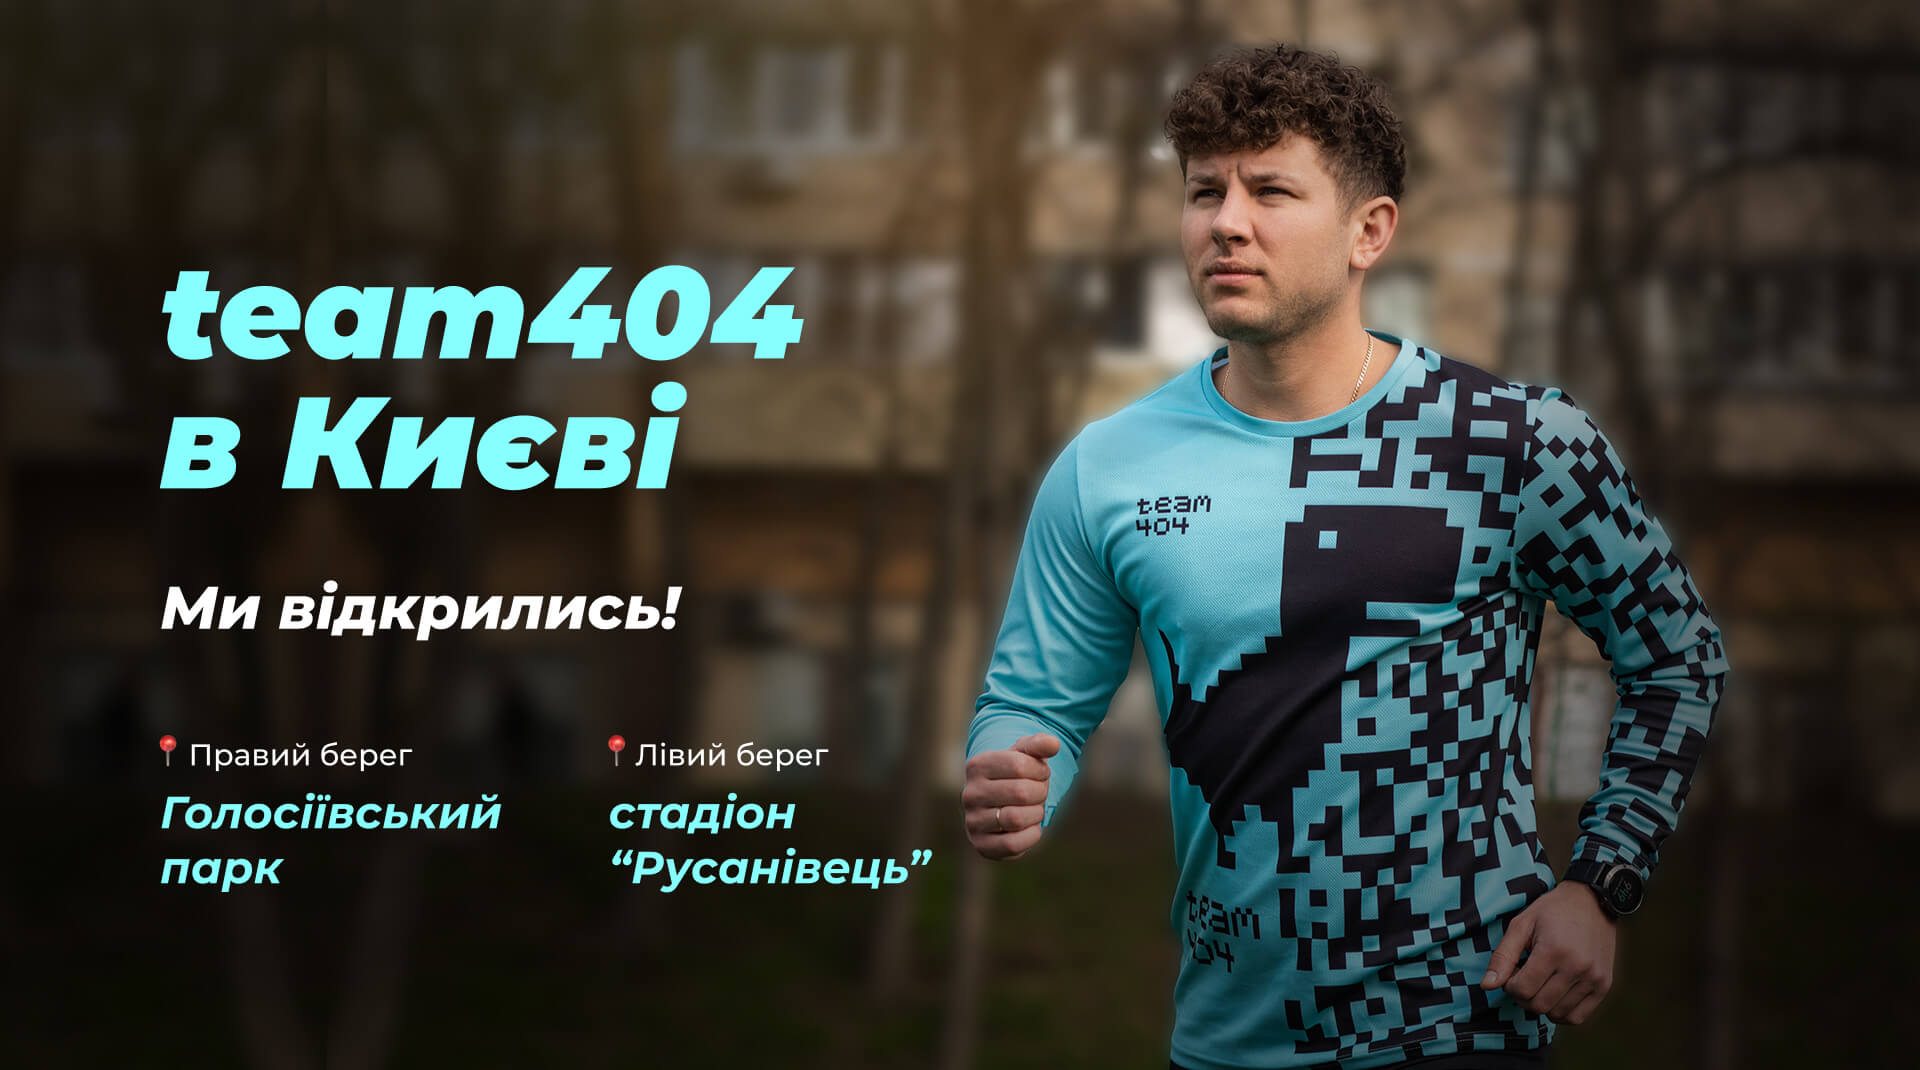 team404
в Києві
Ми відкрились!
Правий берег
Голосіївський
парк
Лівий берег
стадіон
“Русанівець”
team
404
team
404